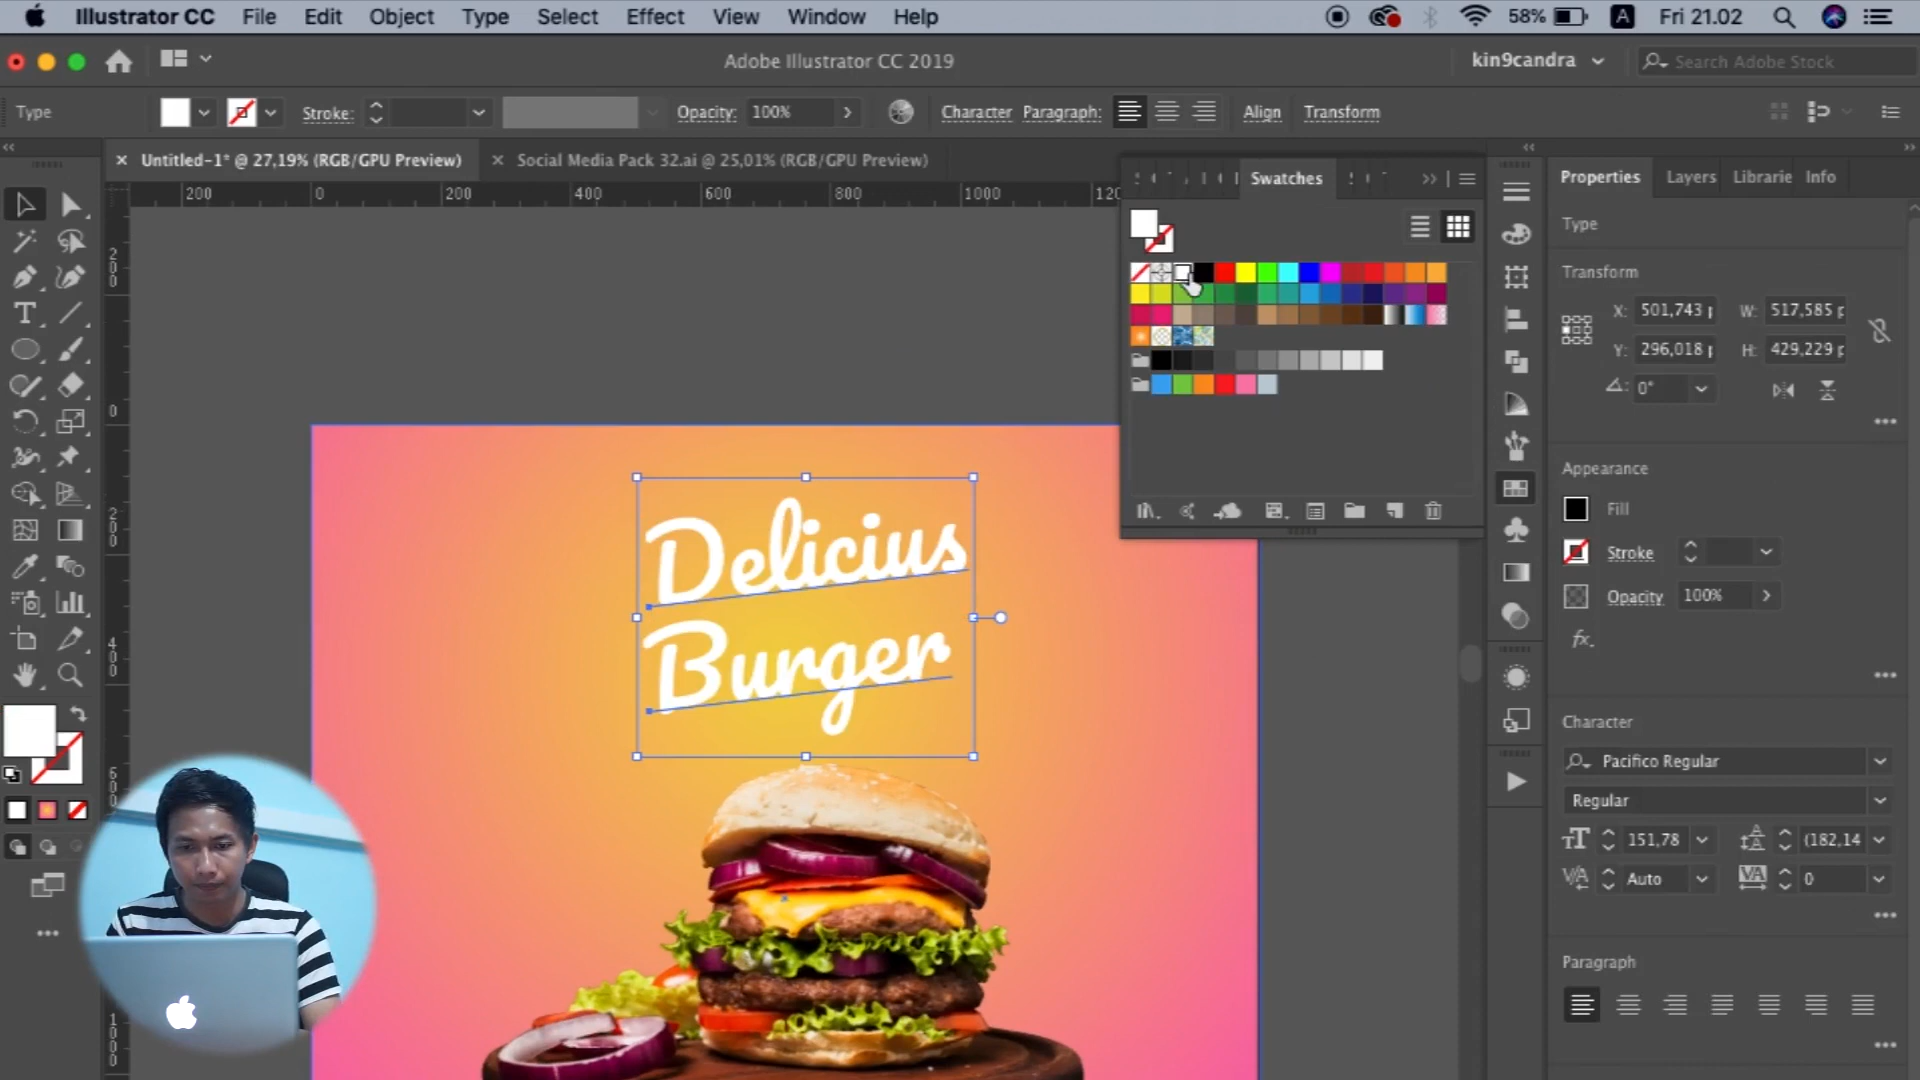 Illustrator CC File Edit Object Type Select Effect View Window Help 58% A Fri 21.02
Adobe Illustrator CC 2019 kin9candra Search Adobe Stock
Type Stroke: Opacity: 100% Character Paragraph: Align Transform
Untitled-1* @ 27,19% (RGB/GPU Preview) Social Media Pack 32.ai @ 25,01% (RGB/GPU Preview)
200 0 200 400 600 800 1000
Swatches
Properties Layers Librarie Info
Type
Transform
X: 501,743 W: 517,585
Y: 296,018 H: 429,229
0°
Appearance
Fill
Stroke
Opacity 100%
fx.
Character
Pacifico Regular
Regular
151,78 (182,14
Auto 0
Paragraph
200
0
200
400
Delicius
Burger